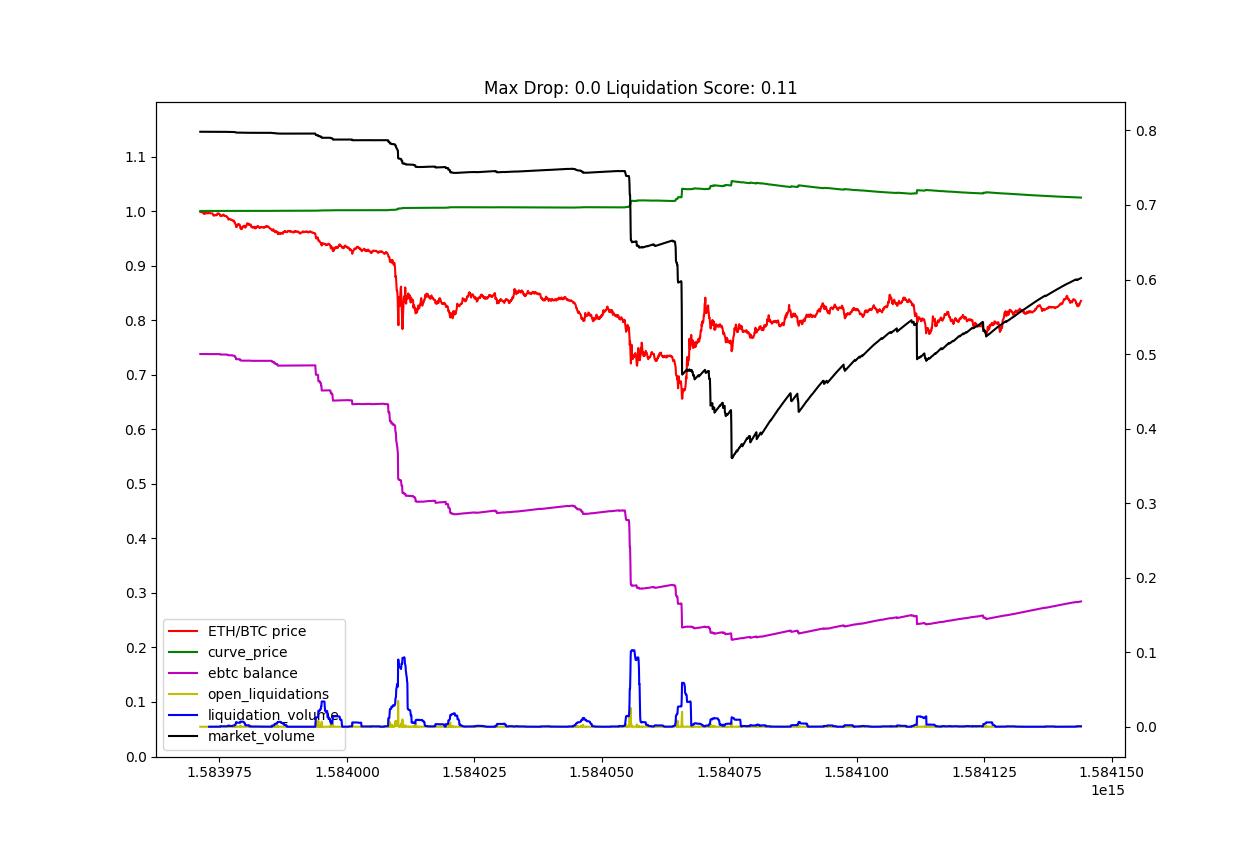 Max Drop: 0.0 Liquidation Score: 0.11
1.1
1.0
0.9
0.8
0.7
0.6
0.5
0.4
0.3
0.2
0.1
0.0
0.8
0.7
0.6
0.5
0.4
0.3
0.2
0.1
0.0
ETH/BTC price
curve_price
ebtc balance
open_liquidations
liquidation_volume
market_volume
1.583975 1.584000 1.584025 1.584050 1.584075 1.584100 1.584125 1.584150
1e15